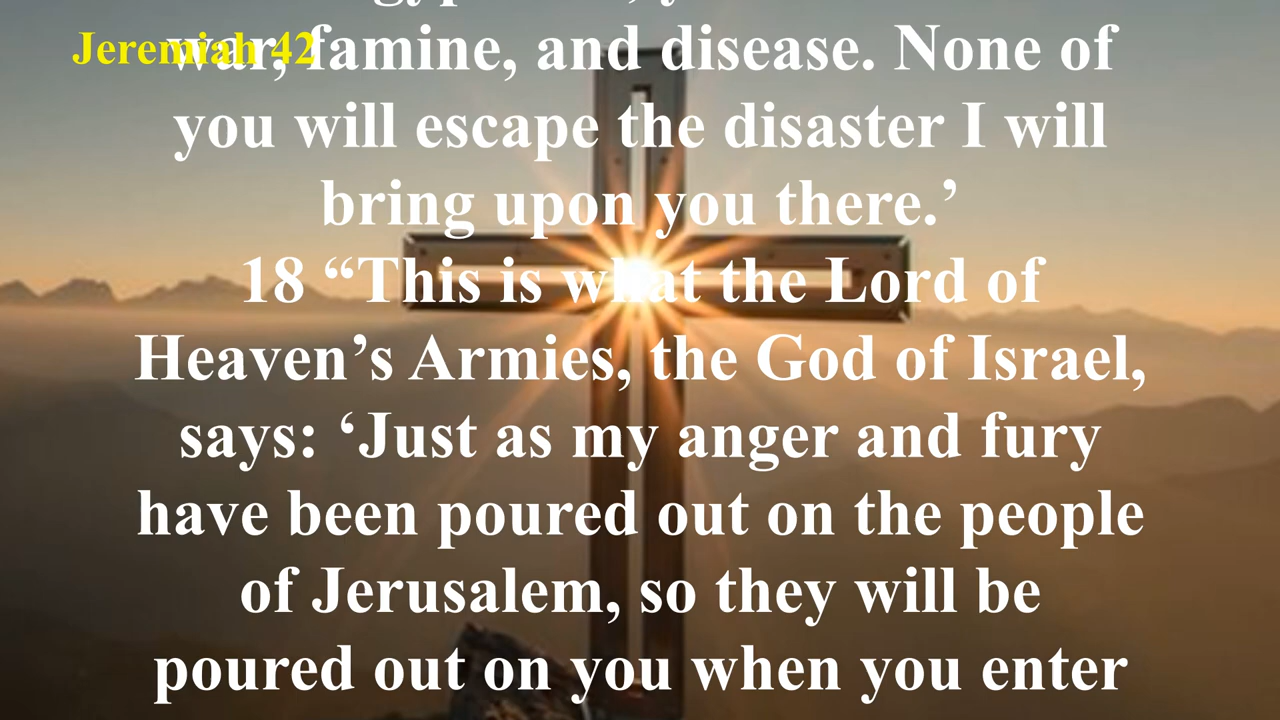 Jeremiah 42
war, famine, and disease. None of
you will escape the disaster I will
bring upon you there.’
18 “This is what the Lord of
Heaven’s Armies, the God of Israel,
says: ‘Just as my anger and fury
have been poured out on the people
of Jerusalem, so they will be
poured out on you when you enter